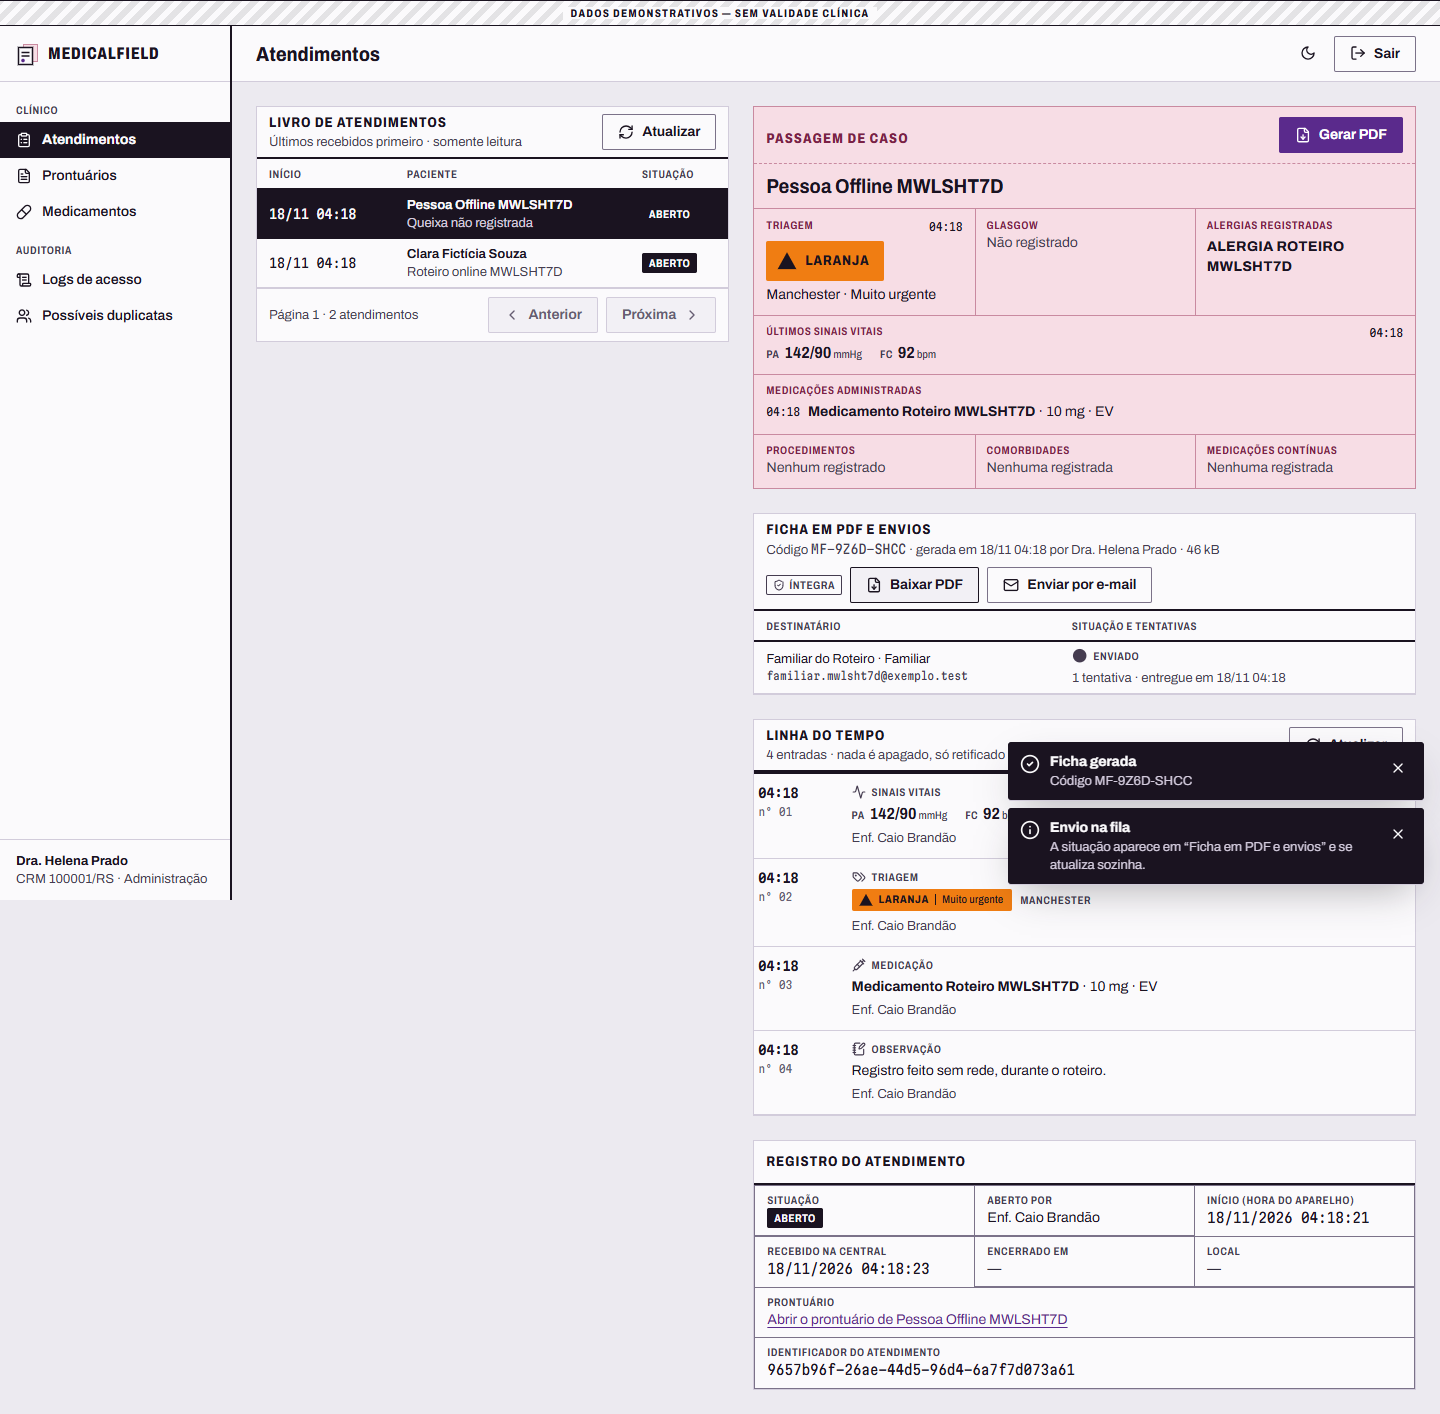 DADOS DEMONSTRATIVOS — SEM VALIDADE CLÍNICA
MEDICALFIELD
CLÍNICO
Atendimentos
Prontuários
Medicamentos
AUDITORIA
Logs de acesso
Possíveis duplicatas
Dra. Helena Prado
CRM 100001/RS · Administração
Atendimentos
Sair
LIVRO DE ATENDIMENTOS
Últimos recebidos primeiro · somente leitura
Atualizar
INÍCIO PACIENTE SITUAÇÃO
18/11 04:18 Pessoa Offline MWLSHT7D ABERTO
Queixa não registrada
18/11 04:18 Clara Fictícia Souza ABERTO
Roteiro online MWLSHT7D
Página 1 · 2 atendimentos
Anterior
Próxima
PASSAGEM DE CASO
Gerar PDF
Pessoa Offline MWLSHT7D
TRIAGEM 04:18
LARANJA
Manchester · Muito urgente
GLASGOW
Não registrado
ALERGIAS REGISTRADAS
ALERGIA ROTEIRO
MWLSHT7D
ÚLTIMOS SINAIS VITAIS 04:18
PA 142/90 mmHg FC 92 bpm
MEDICAÇÕES ADMINISTRADAS
04:18 Medicamento Roteiro MWLSHT7D · 10 mg · EV
PROCEDIMENTOS
Nenhum registrado
COMORBIDADES
Nenhuma registrada
MEDICAÇÕES CONTÍNUAS
Nenhuma registrada
FICHA EM PDF E ENVIOS
Código MF-9Z6D-SHCC · gerada em 18/11 04:18 por Dra. Helena Prado · 46 kB
ÍNTEGRA
Baixar PDF
Enviar por e-mail
DESTINATÁRIO SITUAÇÃO E TENTATIVAS
Familiar do Roteiro · Familiar
familiar.mwlsht7d@exemplo.test
ENVIADO
1 tentativa · entregue em 18/11 04:18
LINHA DO TEMPO
4 entradas · nada é apagado, só retificado
Ficha gerada
Código MF-9Z6D-SHCC
Envio na fila
A situação aparece em “Ficha em PDF e envios” e se
atualiza sozinha.
04:18 SINAIS VITAIS
n° 01 PA 142/90 mmHg FC 92
Enf. Caio Brandão
04:18 TRIAGEM
n° 02 LARANJA | Muito urgente MANCHESTER
Enf. Caio Brandão
04:18 MEDICAÇÃO
n° 03 Medicamento Roteiro MWLSHT7D · 10 mg · EV
Enf. Caio Brandão
04:18 OBSERVAÇÃO
n° 04 Registro feito sem rede, durante o roteiro.
Enf. Caio Brandão
REGISTRO DO ATENDIMENTO
SITUAÇÃO
ABERTO
ABERTO POR
Enf. Caio Brandão
INÍCIO (HORA DO APARELHO)
18/11/2026 04:18:21
RECEBIDO NA CENTRAL
18/11/2026 04:18:23
ENCERRADO EM
—
LOCAL
—
PRONTUÁRIO
Abrir o prontuário de Pessoa Offline MWLSHT7D
IDENTIFICADOR DO ATENDIMENTO
9657b96f-26ae-44d5-96d4-6a7f7d073a61